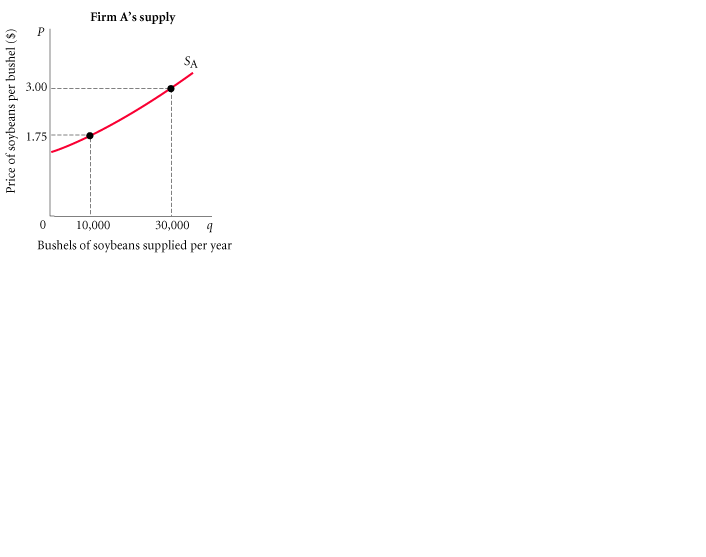 Firm A's supply
P
Price of soybeans per bushel ($)
SA
3.00
1.75
0
10,000
30,000
q
Bushels of soybeans supplied per year